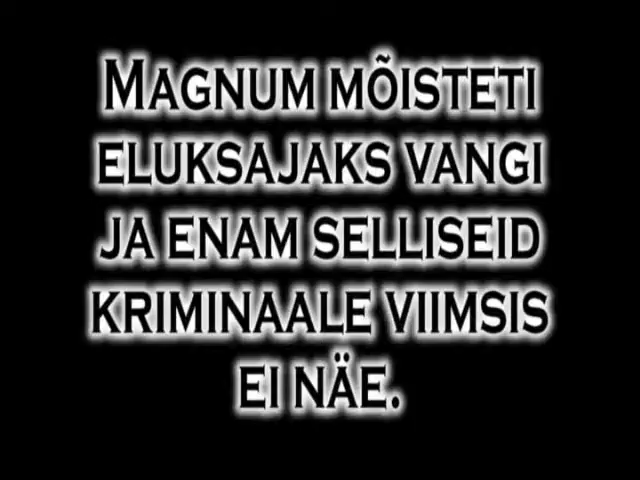 MAGNUM MÕISTETI
ELUKSAJAKS VANGI
JA ENAM SELLISEID
KRIMINAALE VIIMSIS
EI NÄE.